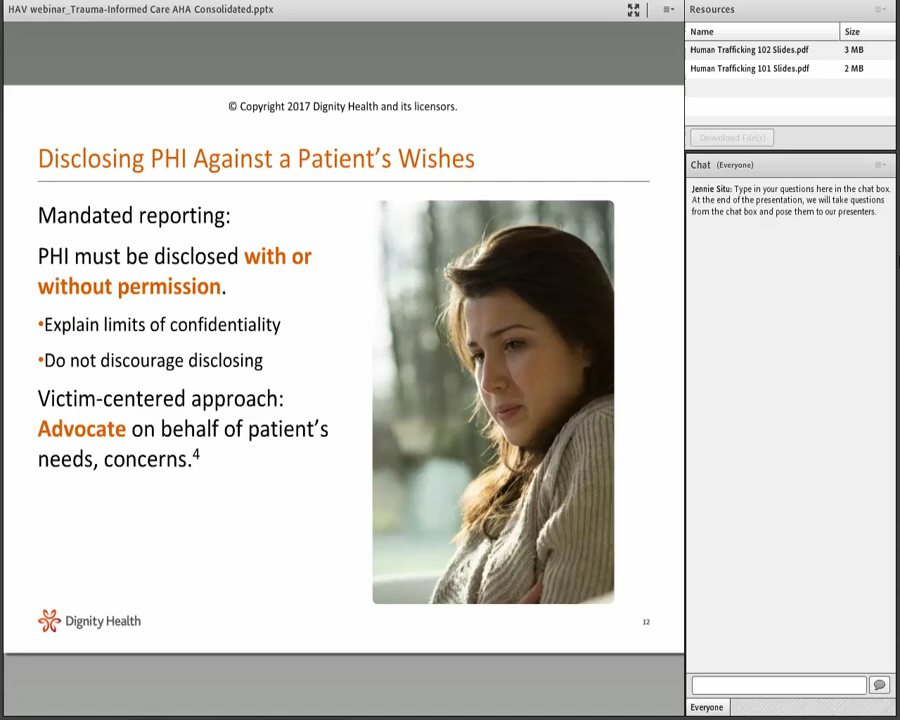 HAV webinar_Trauma-Informed Care AHA Consolidated.pptx
© Copyright 2017 Dignity Health and its licensors.
Disclosing PHI Against a Patient's Wishes
Mandated reporting:
PHI must be disclosed with or
without permission.
•Explain limits of confidentiality
•Do not discourage disclosing
Victim-centered approach:
Advocate on behalf of patient's
needs, concerns.4
Dignity Health
12
Resources
Name Size
Human Trafficking 102 Slides.pdf 3 MB
Human Trafficking 101 Slides.pdf 2 MB
Download File(s)
Chat (Everyone)
Jennie Situ: Type in your questions here in the chat box.
At the end of the presentation, we will take questions
from the chat box and pose them to our presenters.
Everyone